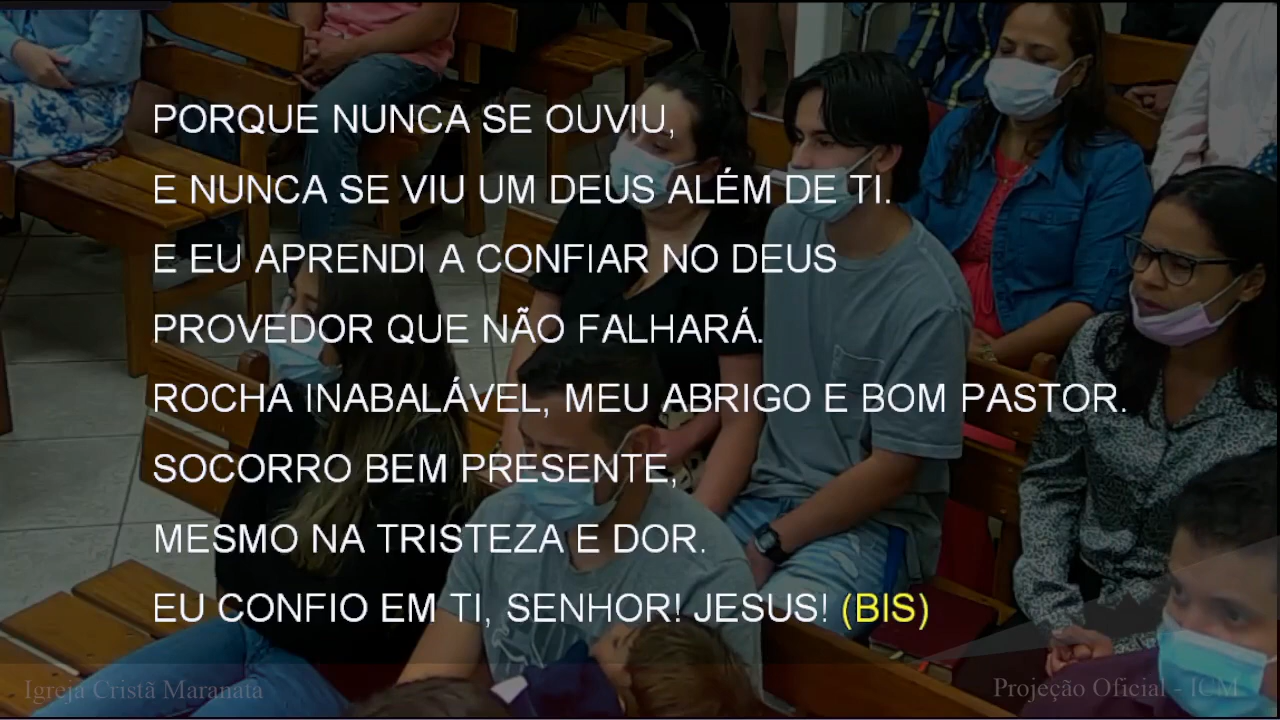 PORQUE NUNCA SE OUVIU,
E NUNCA SE VIU UM DEUS ALÉM DE TI.
E EU APRENDI A CONFIAR NO DEUS
PROVEDOR QUE NÃO FALHARÁ.
ROCHA INABALÁVEL, MEU ABRIGO E BOM PASTOR.
SOCORRO BEM PRESENTE,
MESMO NA TRISTEZA E DOR.
EU CONFIO EM TI, SENHOR! JESUS! (BIS)
Igreja Cristã Maranata
Projeção Oficial - ICM